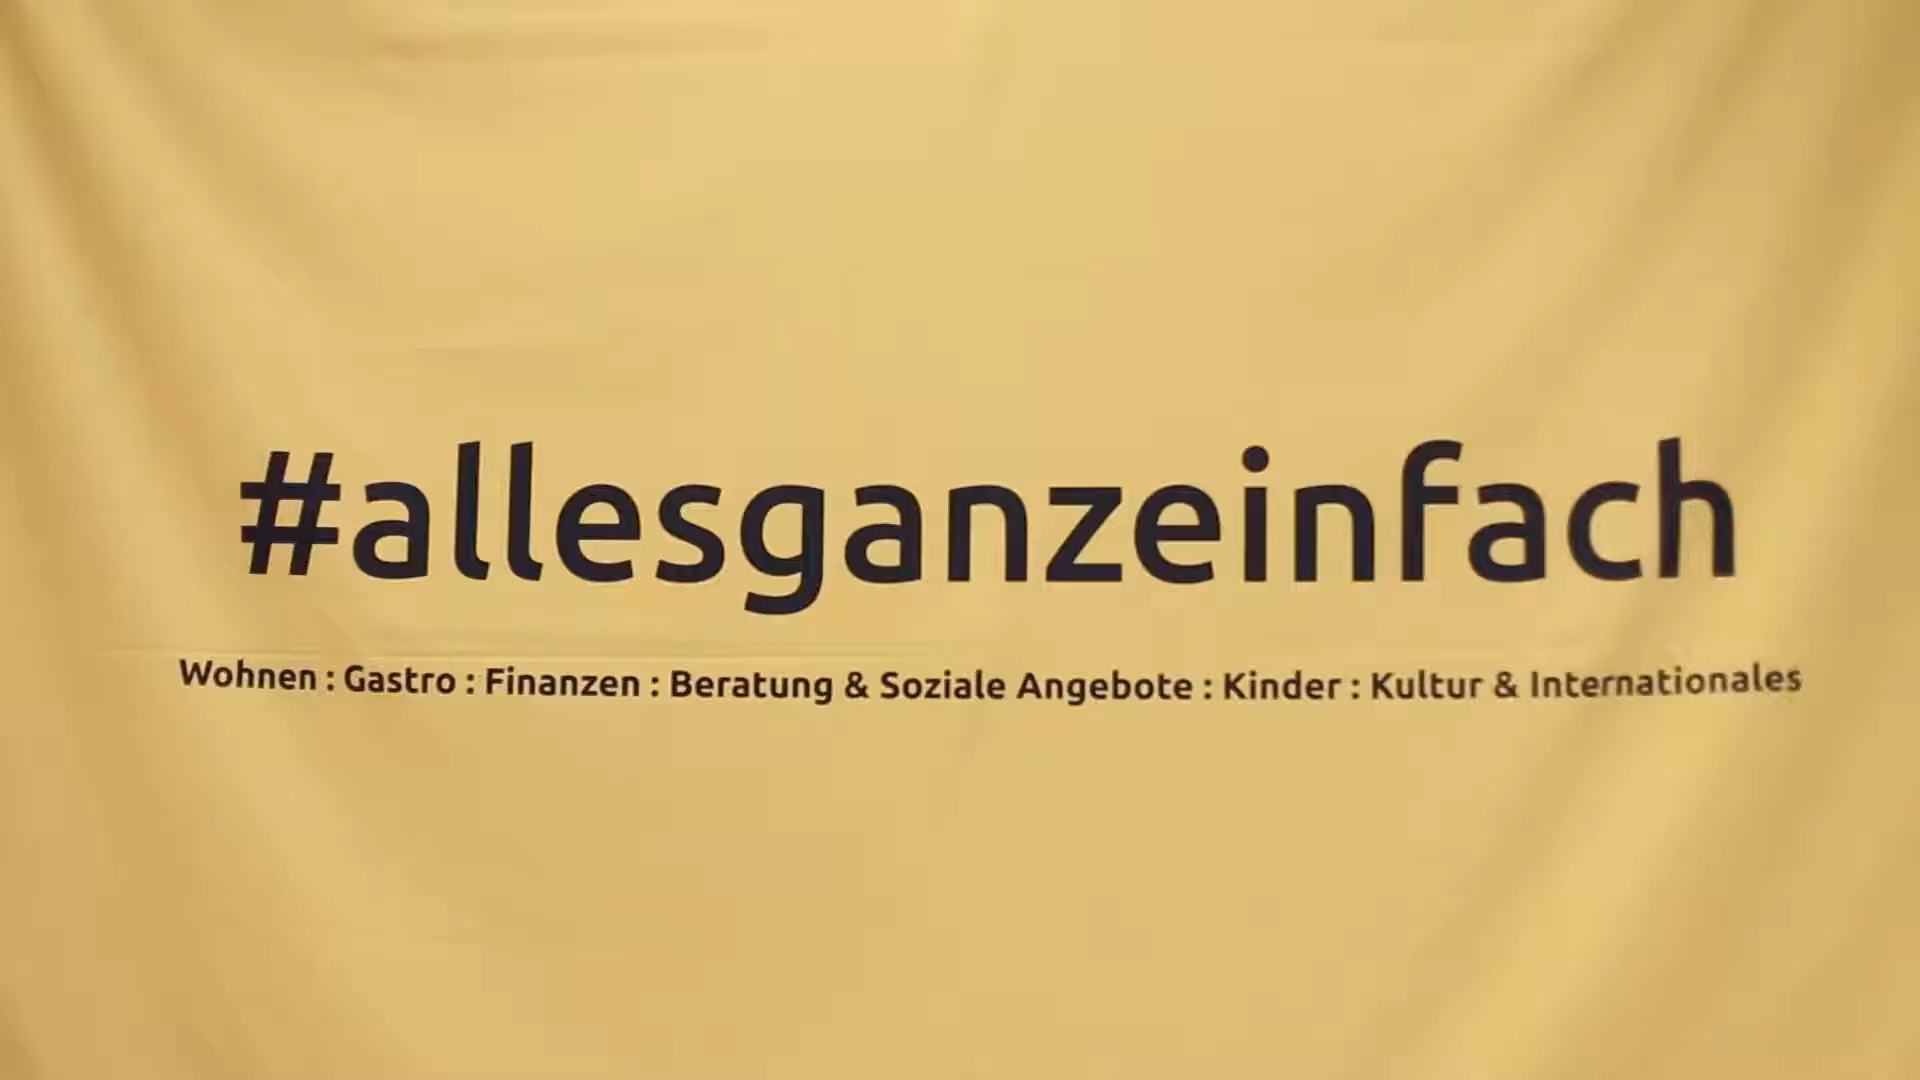 #allesganzeinfach
Wohnen : Gastro : Finanzen : Beratung & Soziale Angebote : Kinder : Kultur & Internationales